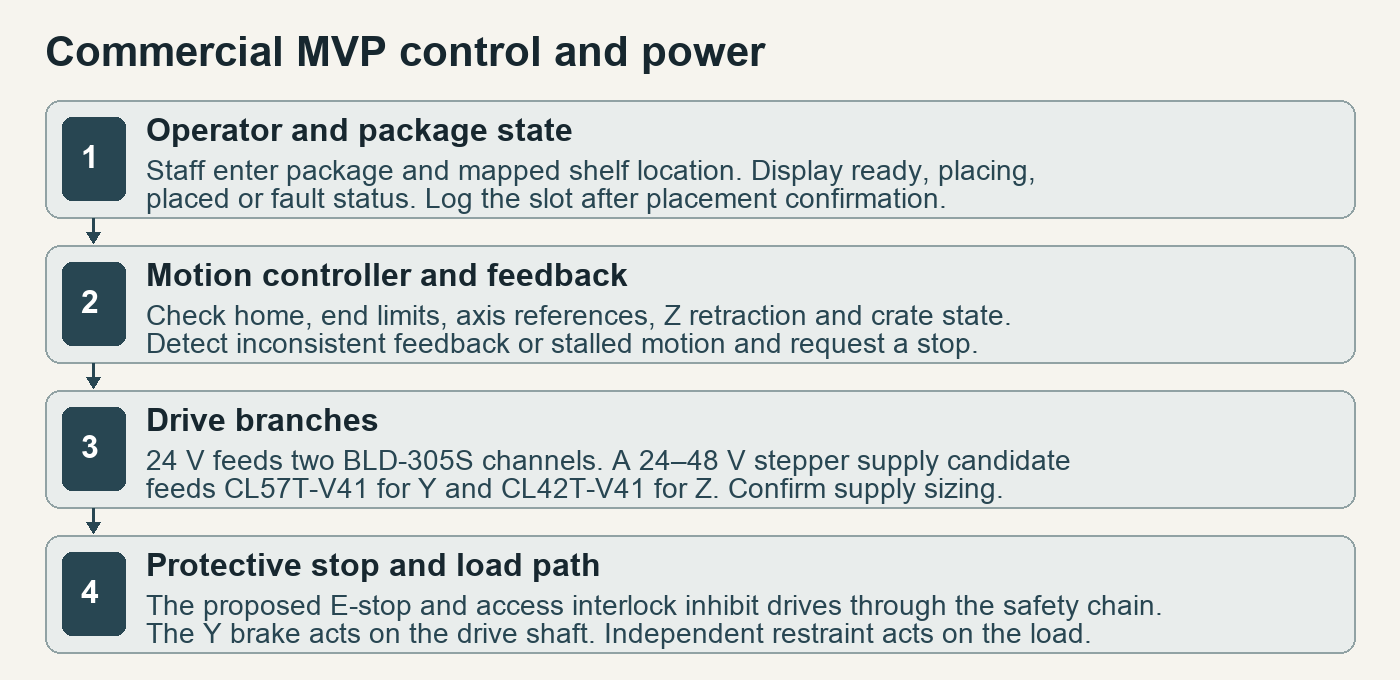 Commercial MVP control and power
1
Operator and package state
Staff enter package and mapped shelf location. Display ready, placing,
placed or fault status. Log the slot after placement confirmation.
2
Motion controller and feedback
Check home, end limits, axis references, Z retraction and crate state.
Detect inconsistent feedback or stalled motion and request a stop.
3
Drive branches
24 V feeds two BLD-305S channels. A 24–48 V stepper supply candidate
feeds CL57T-V41 for Y and CL42T-V41 for Z. Confirm supply sizing.
4
Protective stop and load path
The proposed E-stop and access interlock inhibit drives through the safety chain.
The Y brake acts on the drive shaft. Independent restraint acts on the load.